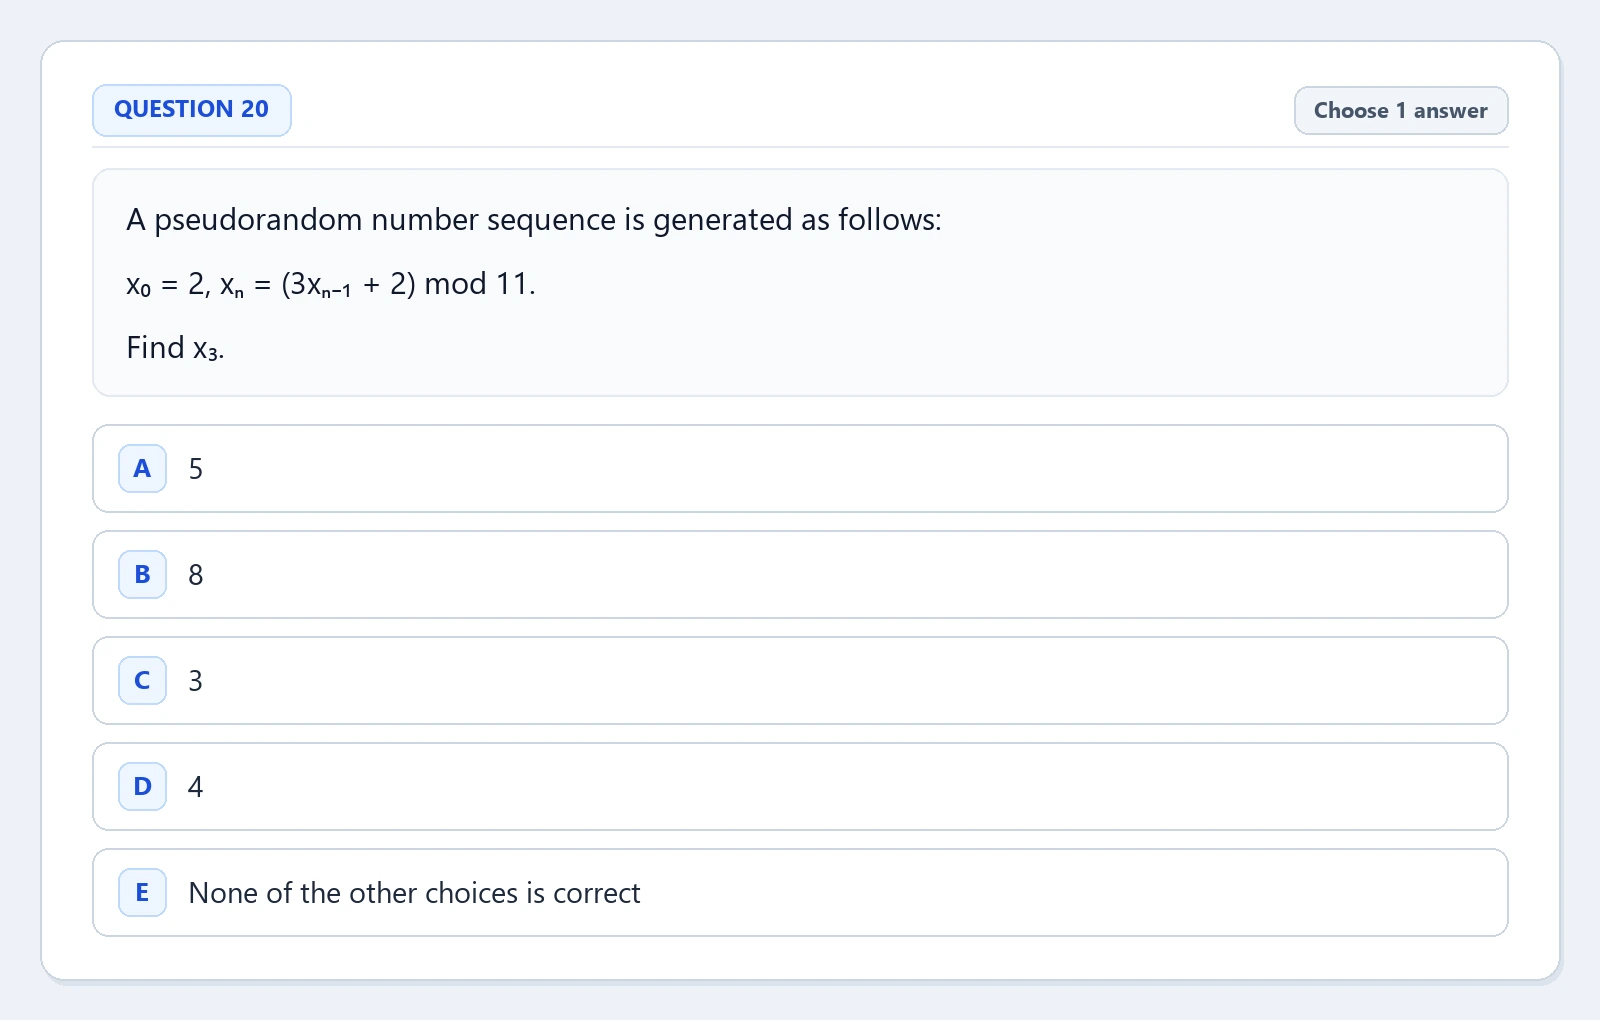 QUESTION 20
Choose 1 answer
A pseudorandom number sequence is generated as follows:
x₀ = 2, xₙ = (3xₙ₋₁ + 2) mod 11.
Find x₃.
A 5
B 8
C 3
D 4
E None of the other choices is correct